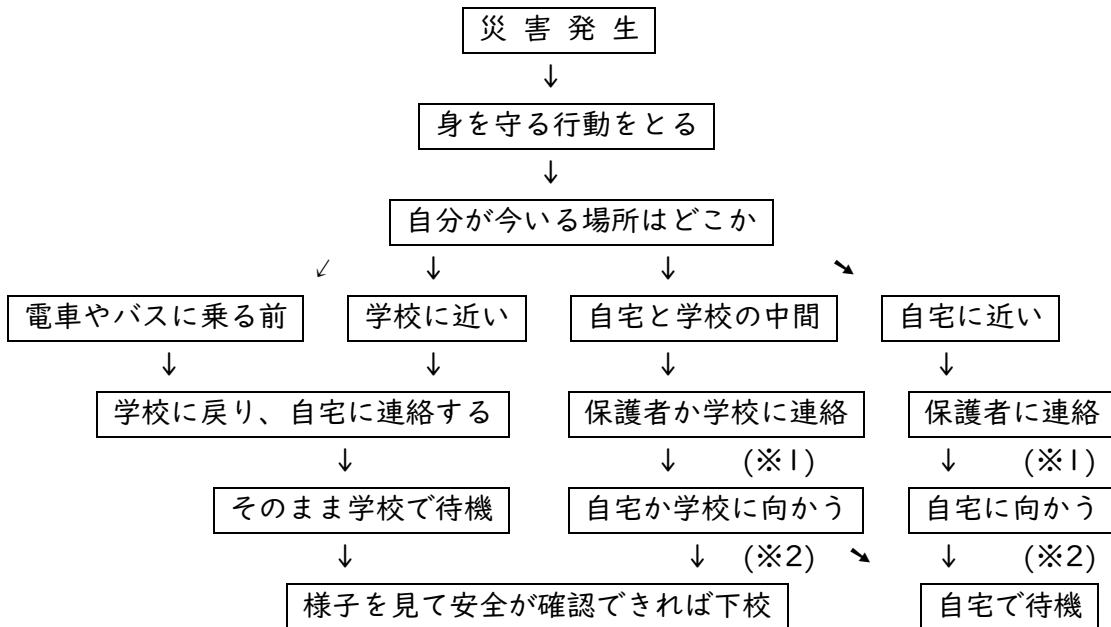 災 害 発 生
↓
身を守る行動をとる
↓
自分が今いる場所はどこか
↙ ↓ ↓ ➘
電車やバスに乗る前 学校に近い 自宅と学校の中間 自宅に近い
↓ ↓ ↓ ↓
学校に戻り、自宅に連絡する 保護者か学校に連絡 保護者に連絡
↓ ↓ (※1) ↓ (※1)
そのまま学校で待機 自宅か学校に向かう 自宅に向かう
↓ ↓ (※2) ➘ ↓ (※2)
様子を見て安全が確認できれば下校 自宅で待機